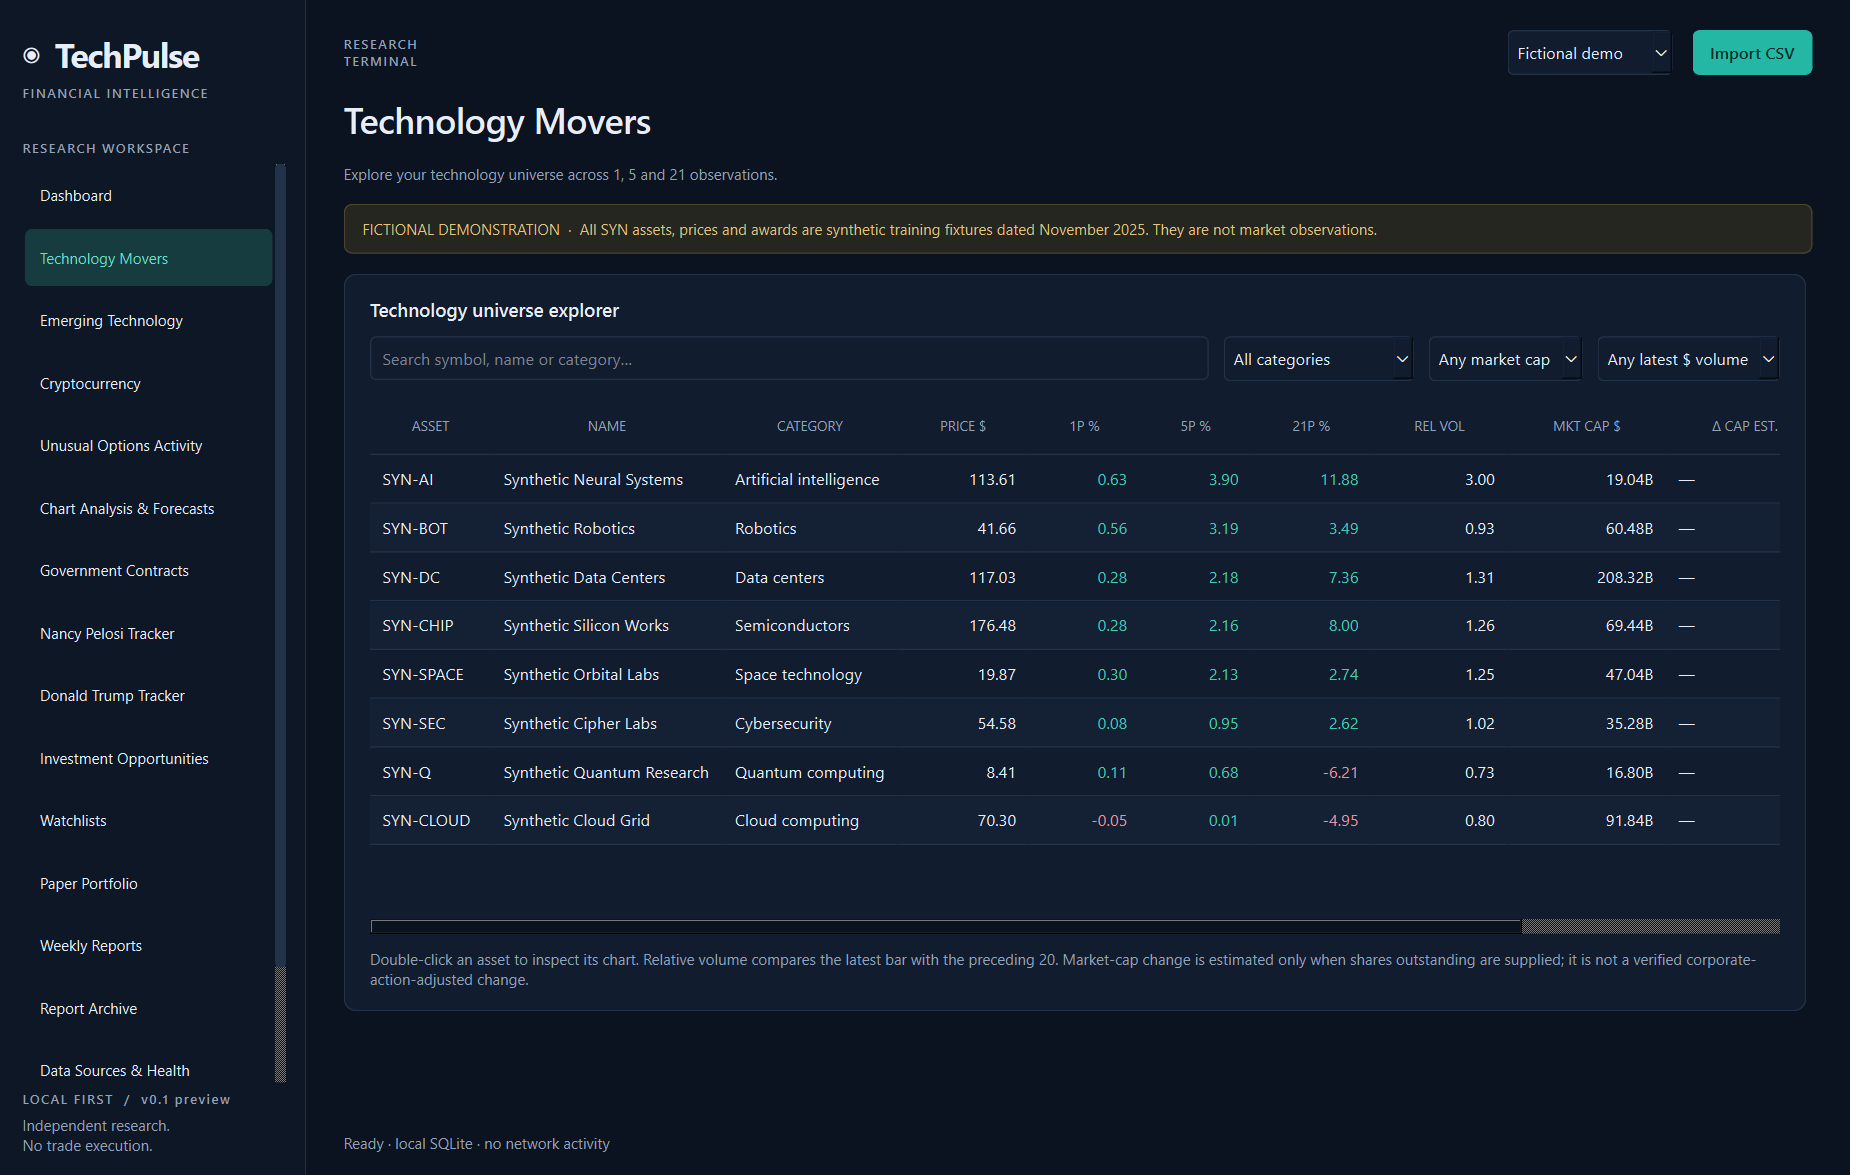 TechPulse
FINANCIAL INTELLIGENCE
RESEARCH WORKSPACE
Dashboard
Technology Movers
Emerging Technology
Cryptocurrency
Unusual Options Activity
Chart Analysis & Forecasts
Government Contracts
Nancy Pelosi Tracker
Donald Trump Tracker
Investment Opportunities
Watchlists
Paper Portfolio
Weekly Reports
Report Archive
Data Sources & Health
LOCAL FIRST / v0.1 preview
Independent research.
No trade execution.
RESEARCH
TERMINAL
Fictional demo
Import CSV
Technology Movers
Explore your technology universe across 1, 5 and 21 observations.
FICTIONAL DEMONSTRATION · All SYN assets, prices and awards are synthetic training fixtures dated November 2025. They are not market observations.
Technology universe explorer
Search symbol, name or category... All categories Any market cap Any latest $ volume
ASSET NAME CATEGORY PRICE $ 1P % 5P % 21P % REL VOL MKT CAP $ Δ CAP EST.
SYN-AI Synthetic Neural Systems Artificial intelligence 113.61 0.63 3.90 11.88 3.00 19.04B —
SYN-BOT Synthetic Robotics Robotics 41.66 0.56 3.19 3.49 0.93 60.48B —
SYN-DC Synthetic Data Centers Data centers 117.03 0.28 2.18 7.36 1.31 208.32B —
SYN-CHIP Synthetic Silicon Works Semiconductors 176.48 0.28 2.16 8.00 1.26 69.44B —
SYN-SPACE Synthetic Orbital Labs Space technology 19.87 0.30 2.13 2.74 1.25 47.04B —
SYN-SEC Synthetic Cipher Labs Cybersecurity 54.58 0.08 0.95 2.62 1.02 35.28B —
SYN-Q Synthetic Quantum Research Quantum computing 8.41 0.11 0.68 -6.21 0.73 16.80B —
SYN-CLOUD Synthetic Cloud Grid Cloud computing 70.30 -0.05 0.01 -4.95 0.80 91.84B —
Double-click an asset to inspect its chart. Relative volume compares the latest bar with the preceding 20. Market-cap change is estimated only when shares outstanding are supplied; it is not a verified corporate-
action-adjusted change.
Ready · local SQLite · no network activity